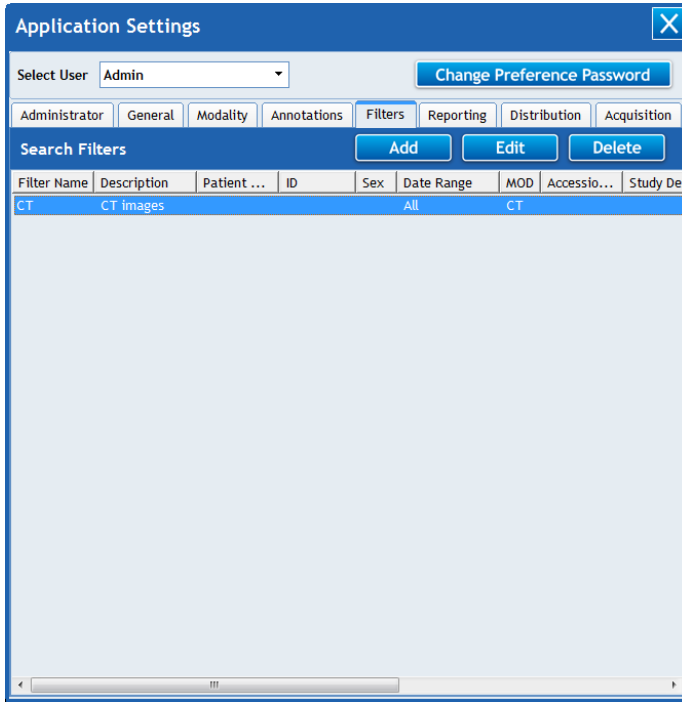 Application Settings
Select User Admin Change Preference Password
Administrator General Modality Annotations Filters Reporting Distribution Acquisition
Search Filters Add Edit Delete
Filter Name Description Patient ... ID Sex Date Range MOD Accessio... Study De
CT CT images All CT